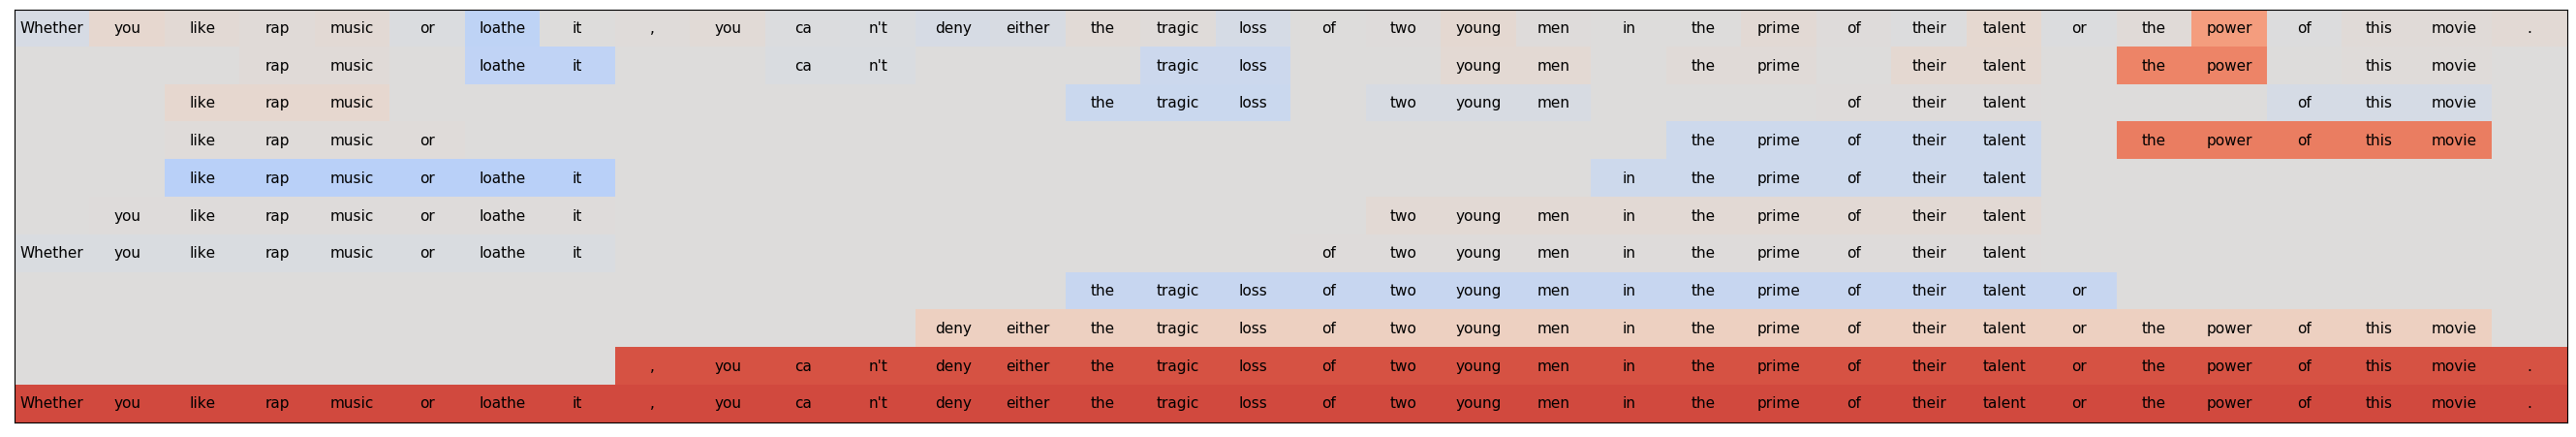 Whether you like rap music or loathe it , you ca n't deny either the tragic loss of two young men in the prime of their talent or the power of this movie .
rap music loathe it ca n't tragic loss young men the prime their talent the power this movie
like rap music the tragic loss two young men of their talent of this movie
like rap music or the prime of their talent the power of this movie
like rap music or loathe it in the prime of their talent
you like rap music or loathe it two young men in the prime of their talent
Whether you like rap music or loathe it of two young men in the prime of their talent
the tragic loss of two young men in the prime of their talent or
deny either the tragic loss of two young men in the prime of their talent or the power of this movie
, you ca n't deny either the tragic loss of two young men in the prime of their talent or the power of this movie .
Whether you like rap music or loathe it , you ca n't deny either the tragic loss of two young men in the prime of their talent or the power of this movie .